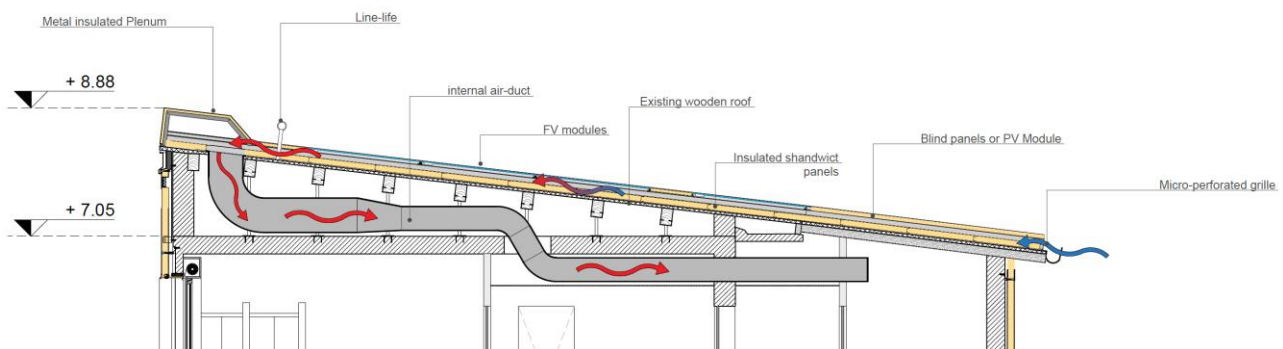 Metal insulated Plenum
Line-life
+ 8.88
internal air-duct
Existing wooden roof
FV modules
Blind panels or PV Module
Insulated shandwict
panels
Micro-perforated grille
+ 7.05